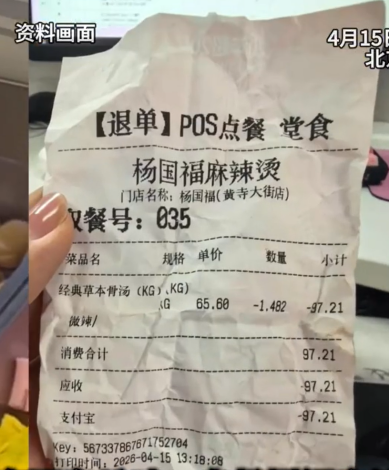 资料画面
4月15日
北
【退单】POS点餐 堂食
杨国福麻辣烫
门店名称：杨国福(黄寺大街店)
取餐号：035
菜品名 规格 单价 数量 小计
经典草本骨汤（KG）（KG）
KG 65.60 -1.482 -97.21
微辣/
消费合计 97.21
应收 -97.21
支付宝 -97.21
Key: 567337867671752704
打印时间：2026-04-15 13:18:08